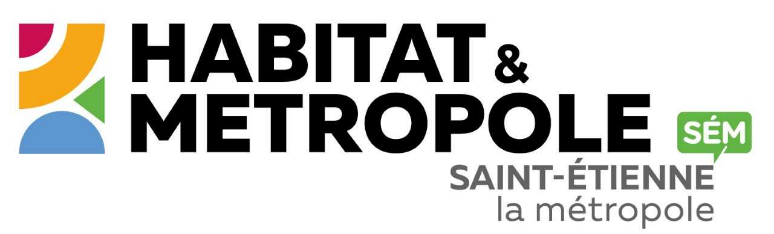 HABITAT &
METROPOLE
SÉM
SAINT-ÉTIENNE
la métropole